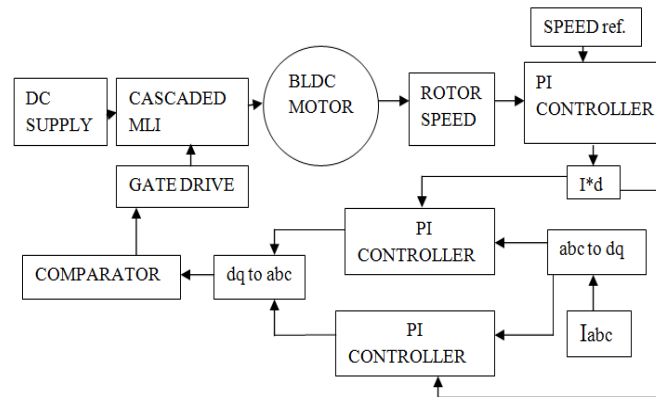 SPEED ref.
DC
SUPPLY
CASCADED
MLI
BLDC
MOTOR
ROTOR
SPEED
PI
CONTROLLER
GATE DRIVE
I*d
PI
CONTROLLER
abc to dq
COMPARATOR
dq to abc
PI
CONTROLLER
Iabc